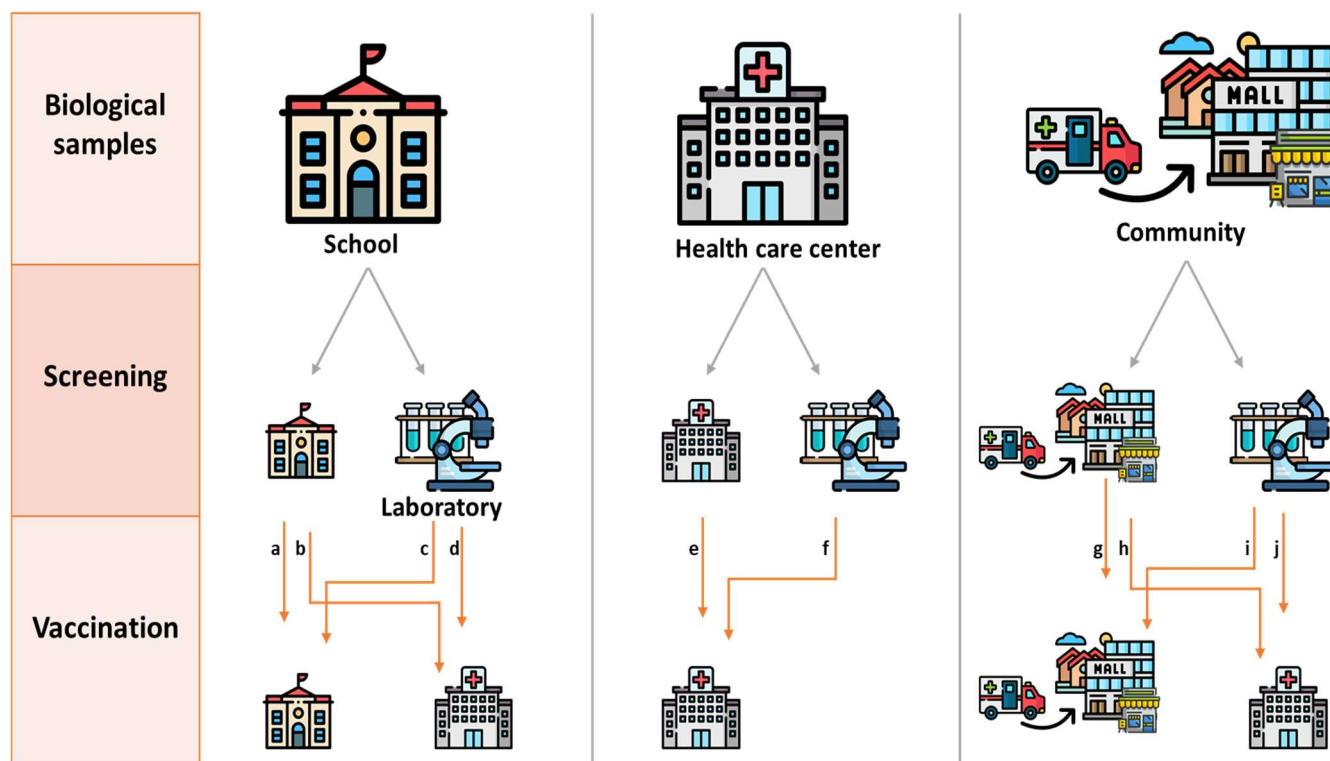 Biological
samples
MALL
School
Health care center
Community
Screening
MALL
Laboratory
a
b
c
d
e
f
g
h
i
j
Vaccination
MALL